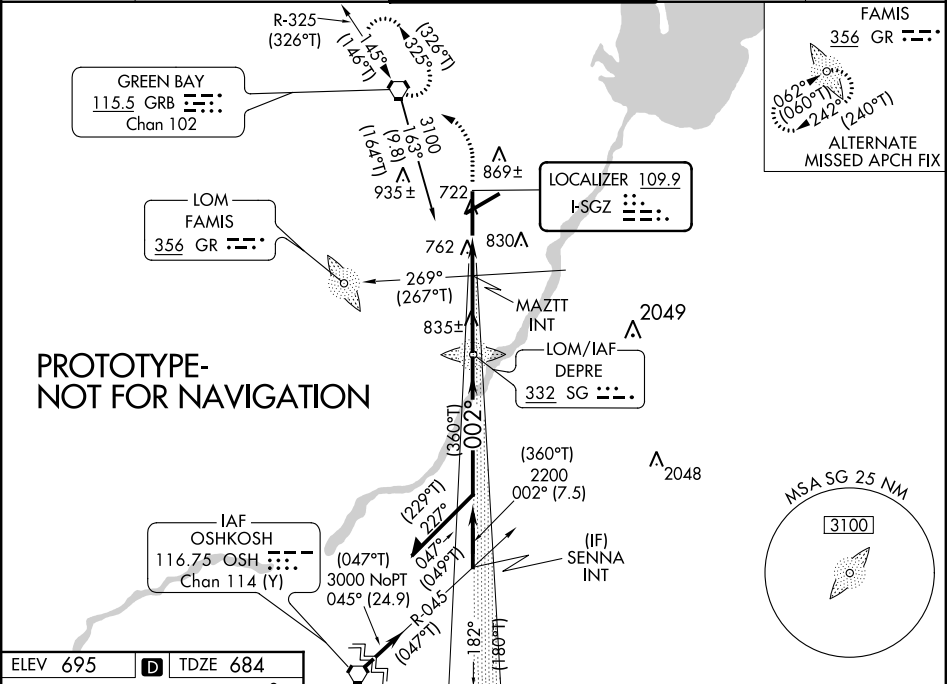 R-325
(326°T)
145°
(146°T)
325°
(326°T)
GREEN BAY
115.5 GRB
Chan 102
3100
163°
(9.8)
(164°T)
935±
869±
722
LOCALIZER 109.9
I-SGZ
FAMIS
356 GR
062°
(060°T)
242°
(240°T)
ALTERNATE
MISSED APCH FIX
LOM
FAMIS
356 GR
762
830
269°
(267°T)
MAZTT
INT
835±
2049
LOM/IAF
DEPRE
332 SG
PROTOTYPE-
NOT FOR NAVIGATION
(360°T)
002°
(360°T)
2200
002° (7.5)
2048
(229°T)
227°
047°
(049°T)
(IF)
SENNA
INT
MSA SG 25 NM
3100
IAF
OSHKOSH
116.75 OSH
Chan 114 (Y)
(047°T)
3000 NoPT
045° (24.9)
R-045
(047°T)
182°
(180°T)
ELEV 695
D
TDZE 684